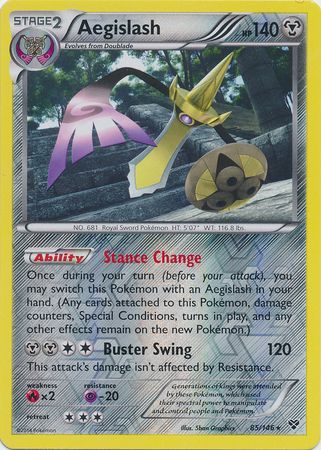 STAGE2
Aegislash
HP140
Evolves from Doublade
NO. 681 Royal Sword Pokémon HT: 5'07" WT: 116.8 lbs.
Ability Stance Change
Once during your turn (before your attack), you
may switch this Pokémon with an Aegislash in your
hand. (Any cards attached to this Pokémon, damage
counters, Special Conditions, turns in play, and any
other effects remain on the new Pokémon.)
Buster Swing 120
This attack's damage isn't affected by Resistance.
weakness resistance
×2 -20
retreat
Generations of kings were attended
by these Pokémon, which used
their spectral power to manipulate
and control people and Pokémon.
©2014 Pokémon
Illus. Shin Graphics
85/146 ★
XY